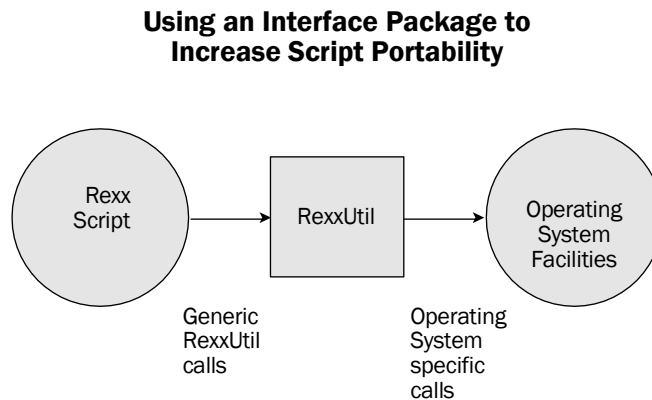 Using an Interface Package to
Increase Script Portability
Rexx
Script
RexxUtil
Operating
System
Facilities
Generic
RexxUtil
calls
Operating
System
specific
calls